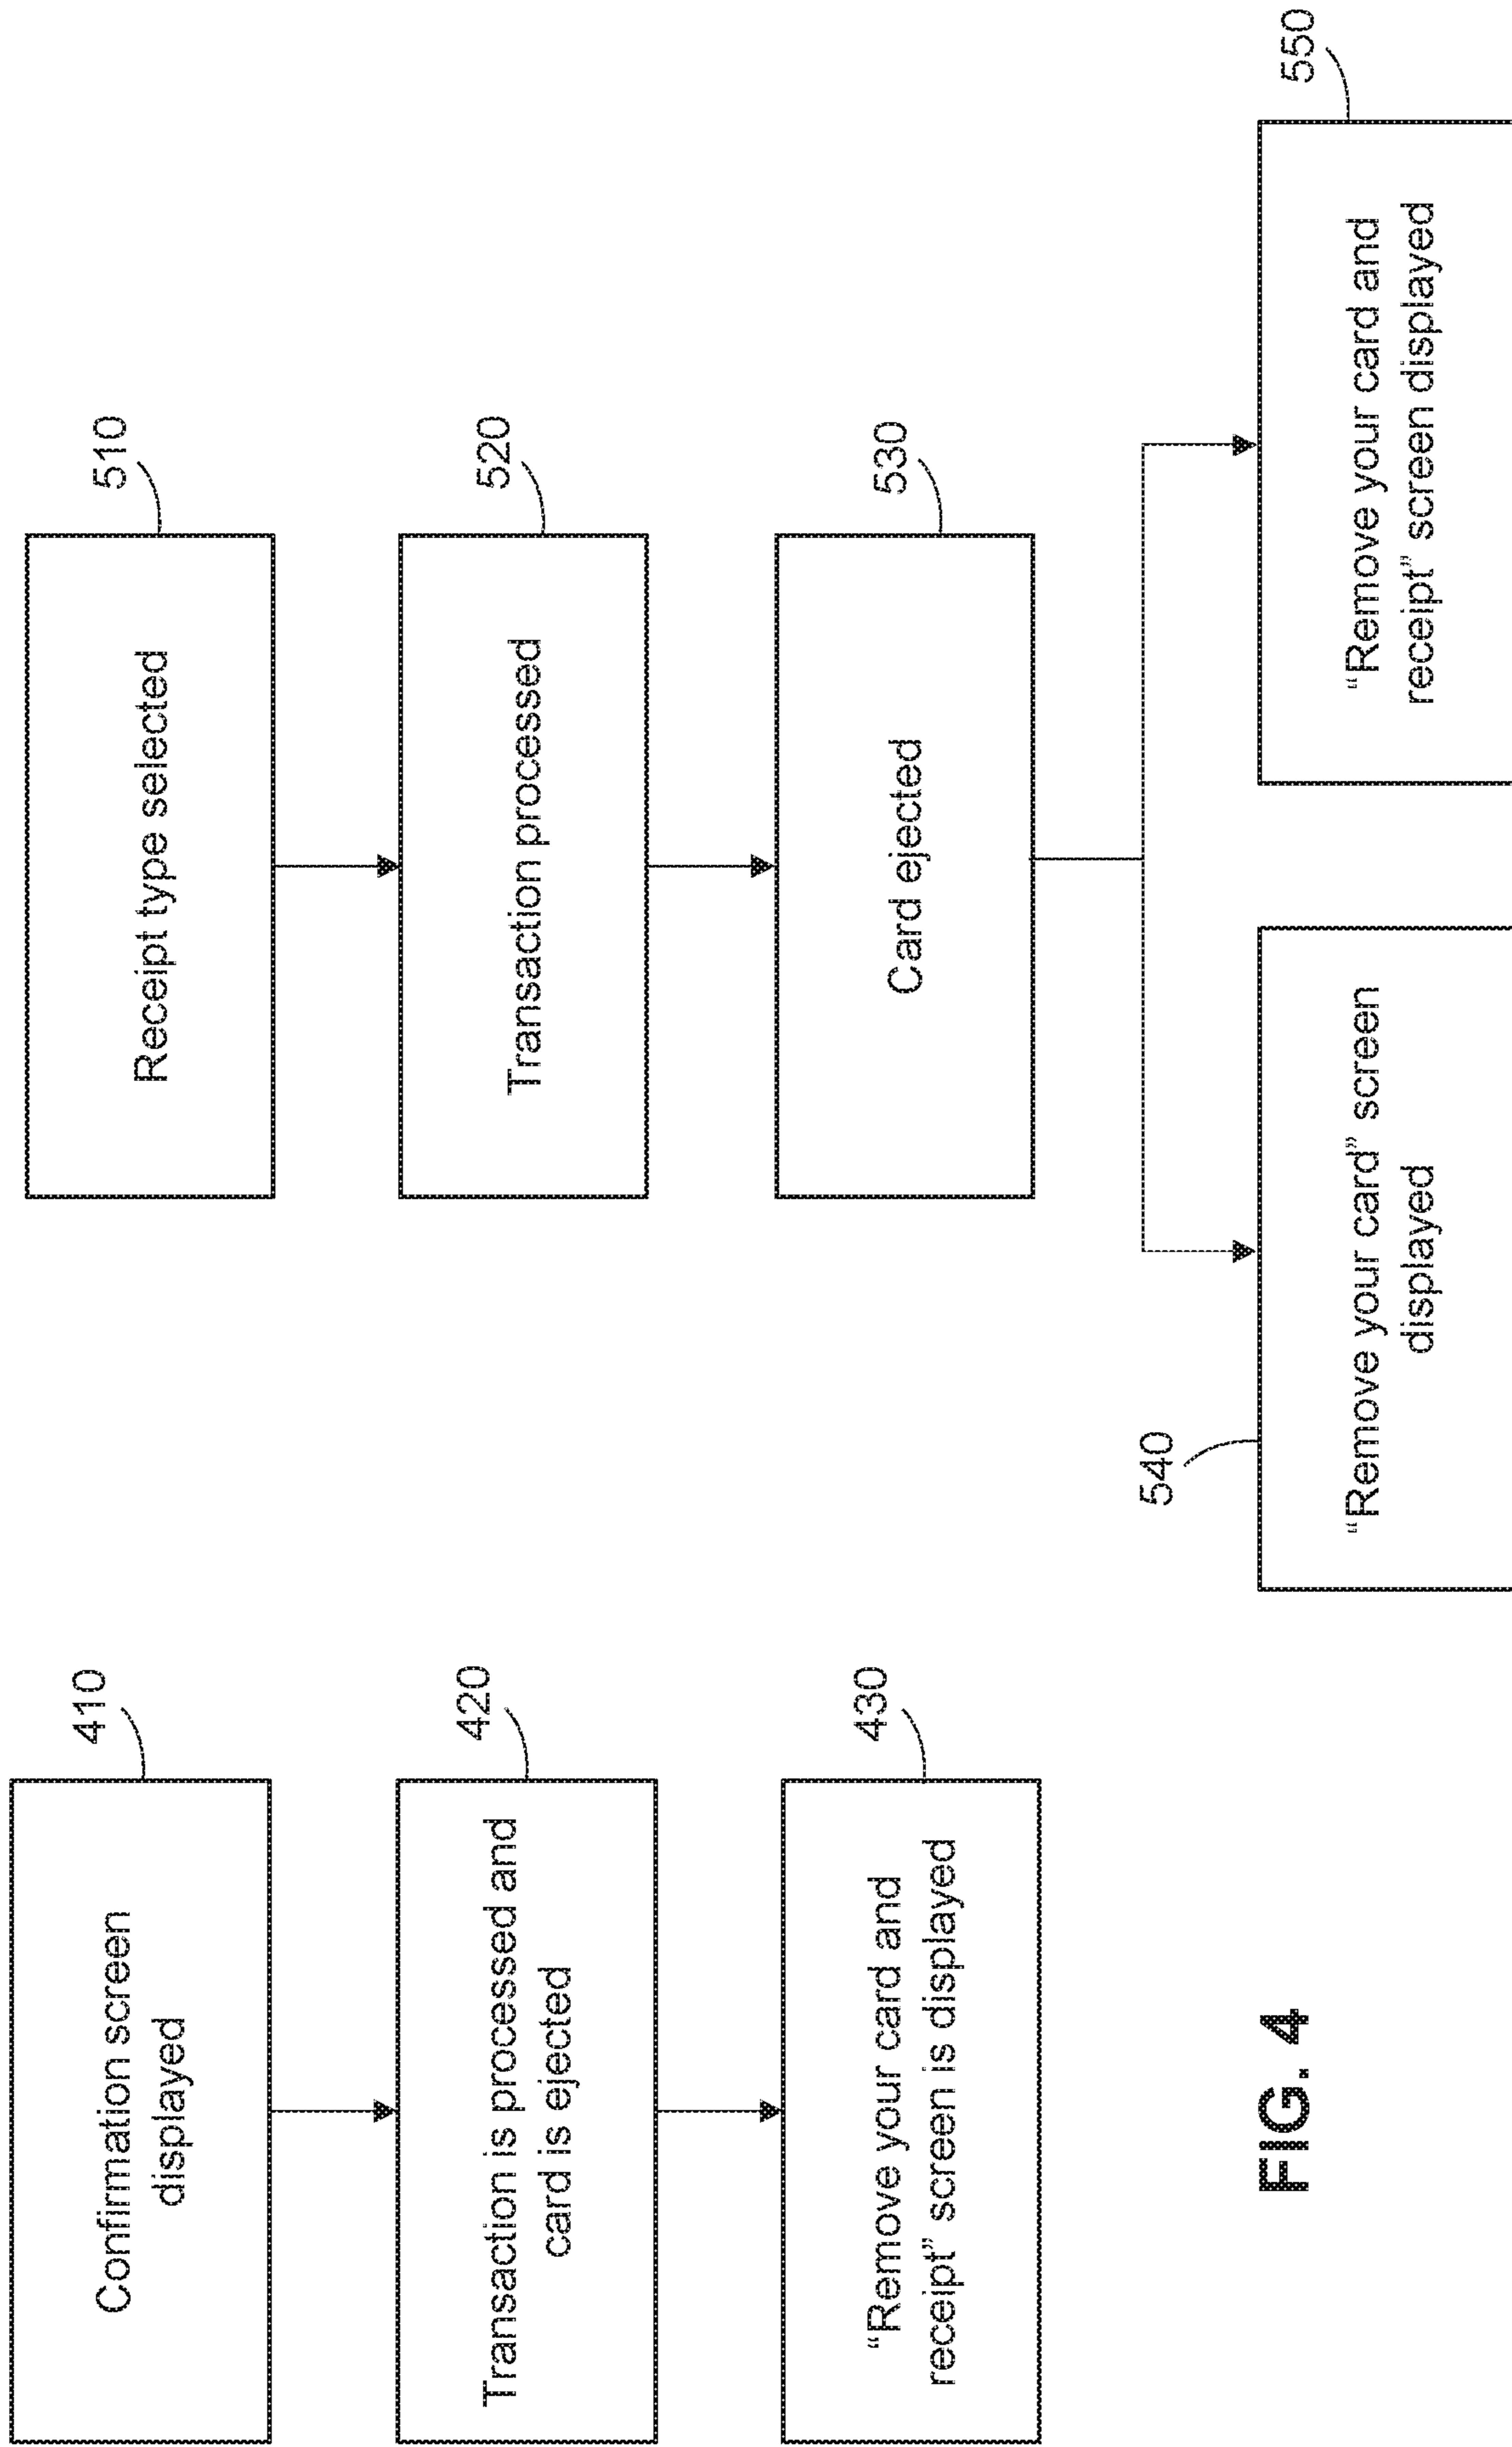 410
Confirmation screen
displayed
420
Transaction is processed and
card is ejected
430
“Remove your card and
receipt” screen is displayed
FIG. 4
510
Receipt type selected
520
Transaction processed
530
Card ejected
540
“Remove your card” screen
displayed
550
“Remove your card and
receipt” screen displayed